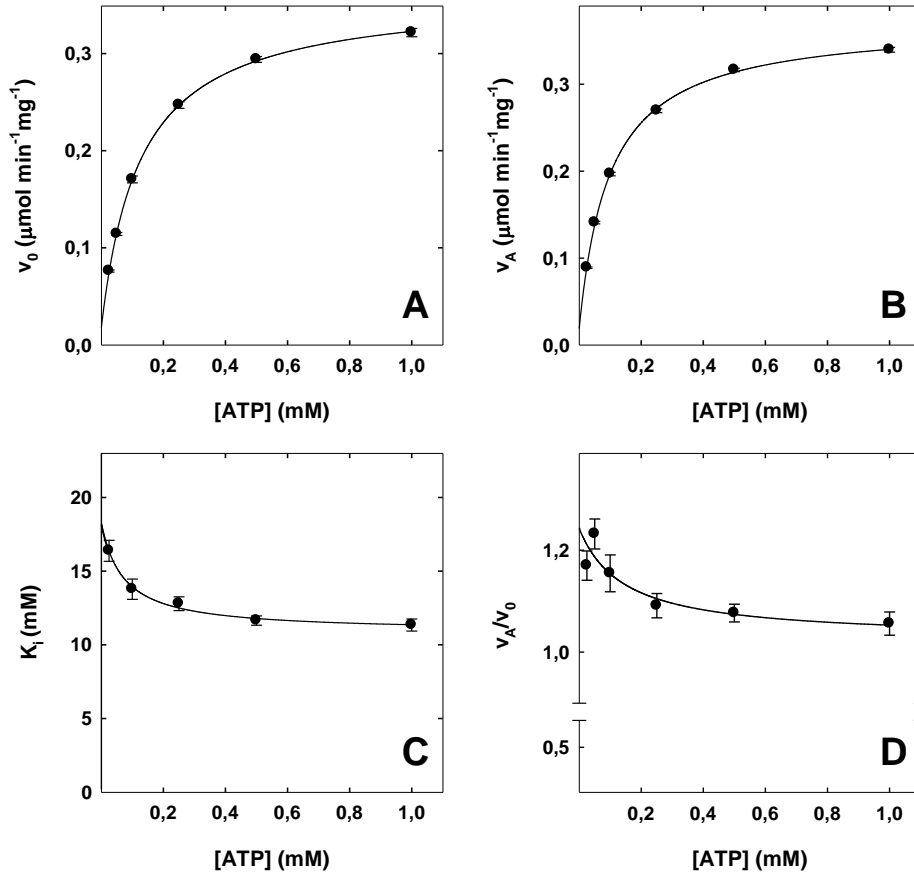 0,3
0,2
0,1
0,0
v0 (μmol min-1mg-1)
A
0,2 0,4 0,6 0,8 1,0
[ATP] (mM)
0,3
0,2
0,1
0,0
vA (μmol min-1mg-1)
B
0,2 0,4 0,6 0,8 1,0
[ATP] (mM)
20
15
10
5
0
Ki (mM)
C
0,2 0,4 0,6 0,8 1,0
[ATP] (mM)
1,2
1,0
0,5
vA/v0
D
0,2 0,4 0,6 0,8 1,0
[ATP] (mM)